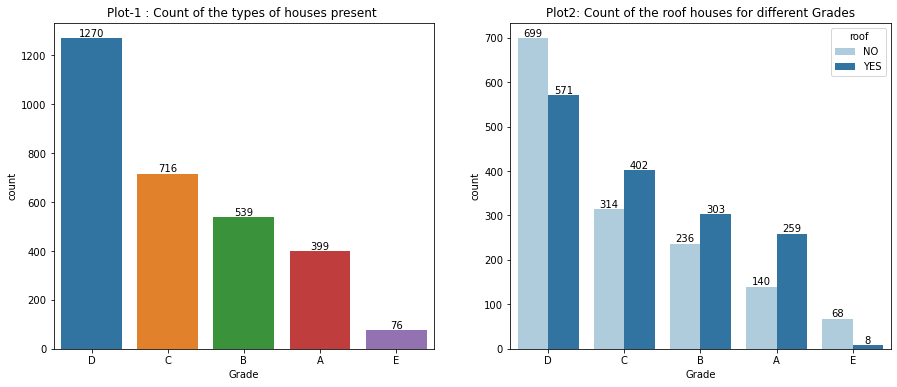 Plot-1 : Count of the types of houses present
1270
716
539
399
76
1200
1000
800
600
400
200
0
count
D C B A E
Grade
Plot2: Count of the roof houses for different Grades
roof
NO
YES
699
571
314
402
236
303
140
259
68
8
700
600
500
400
300
200
100
0
count
D C B A E
Grade